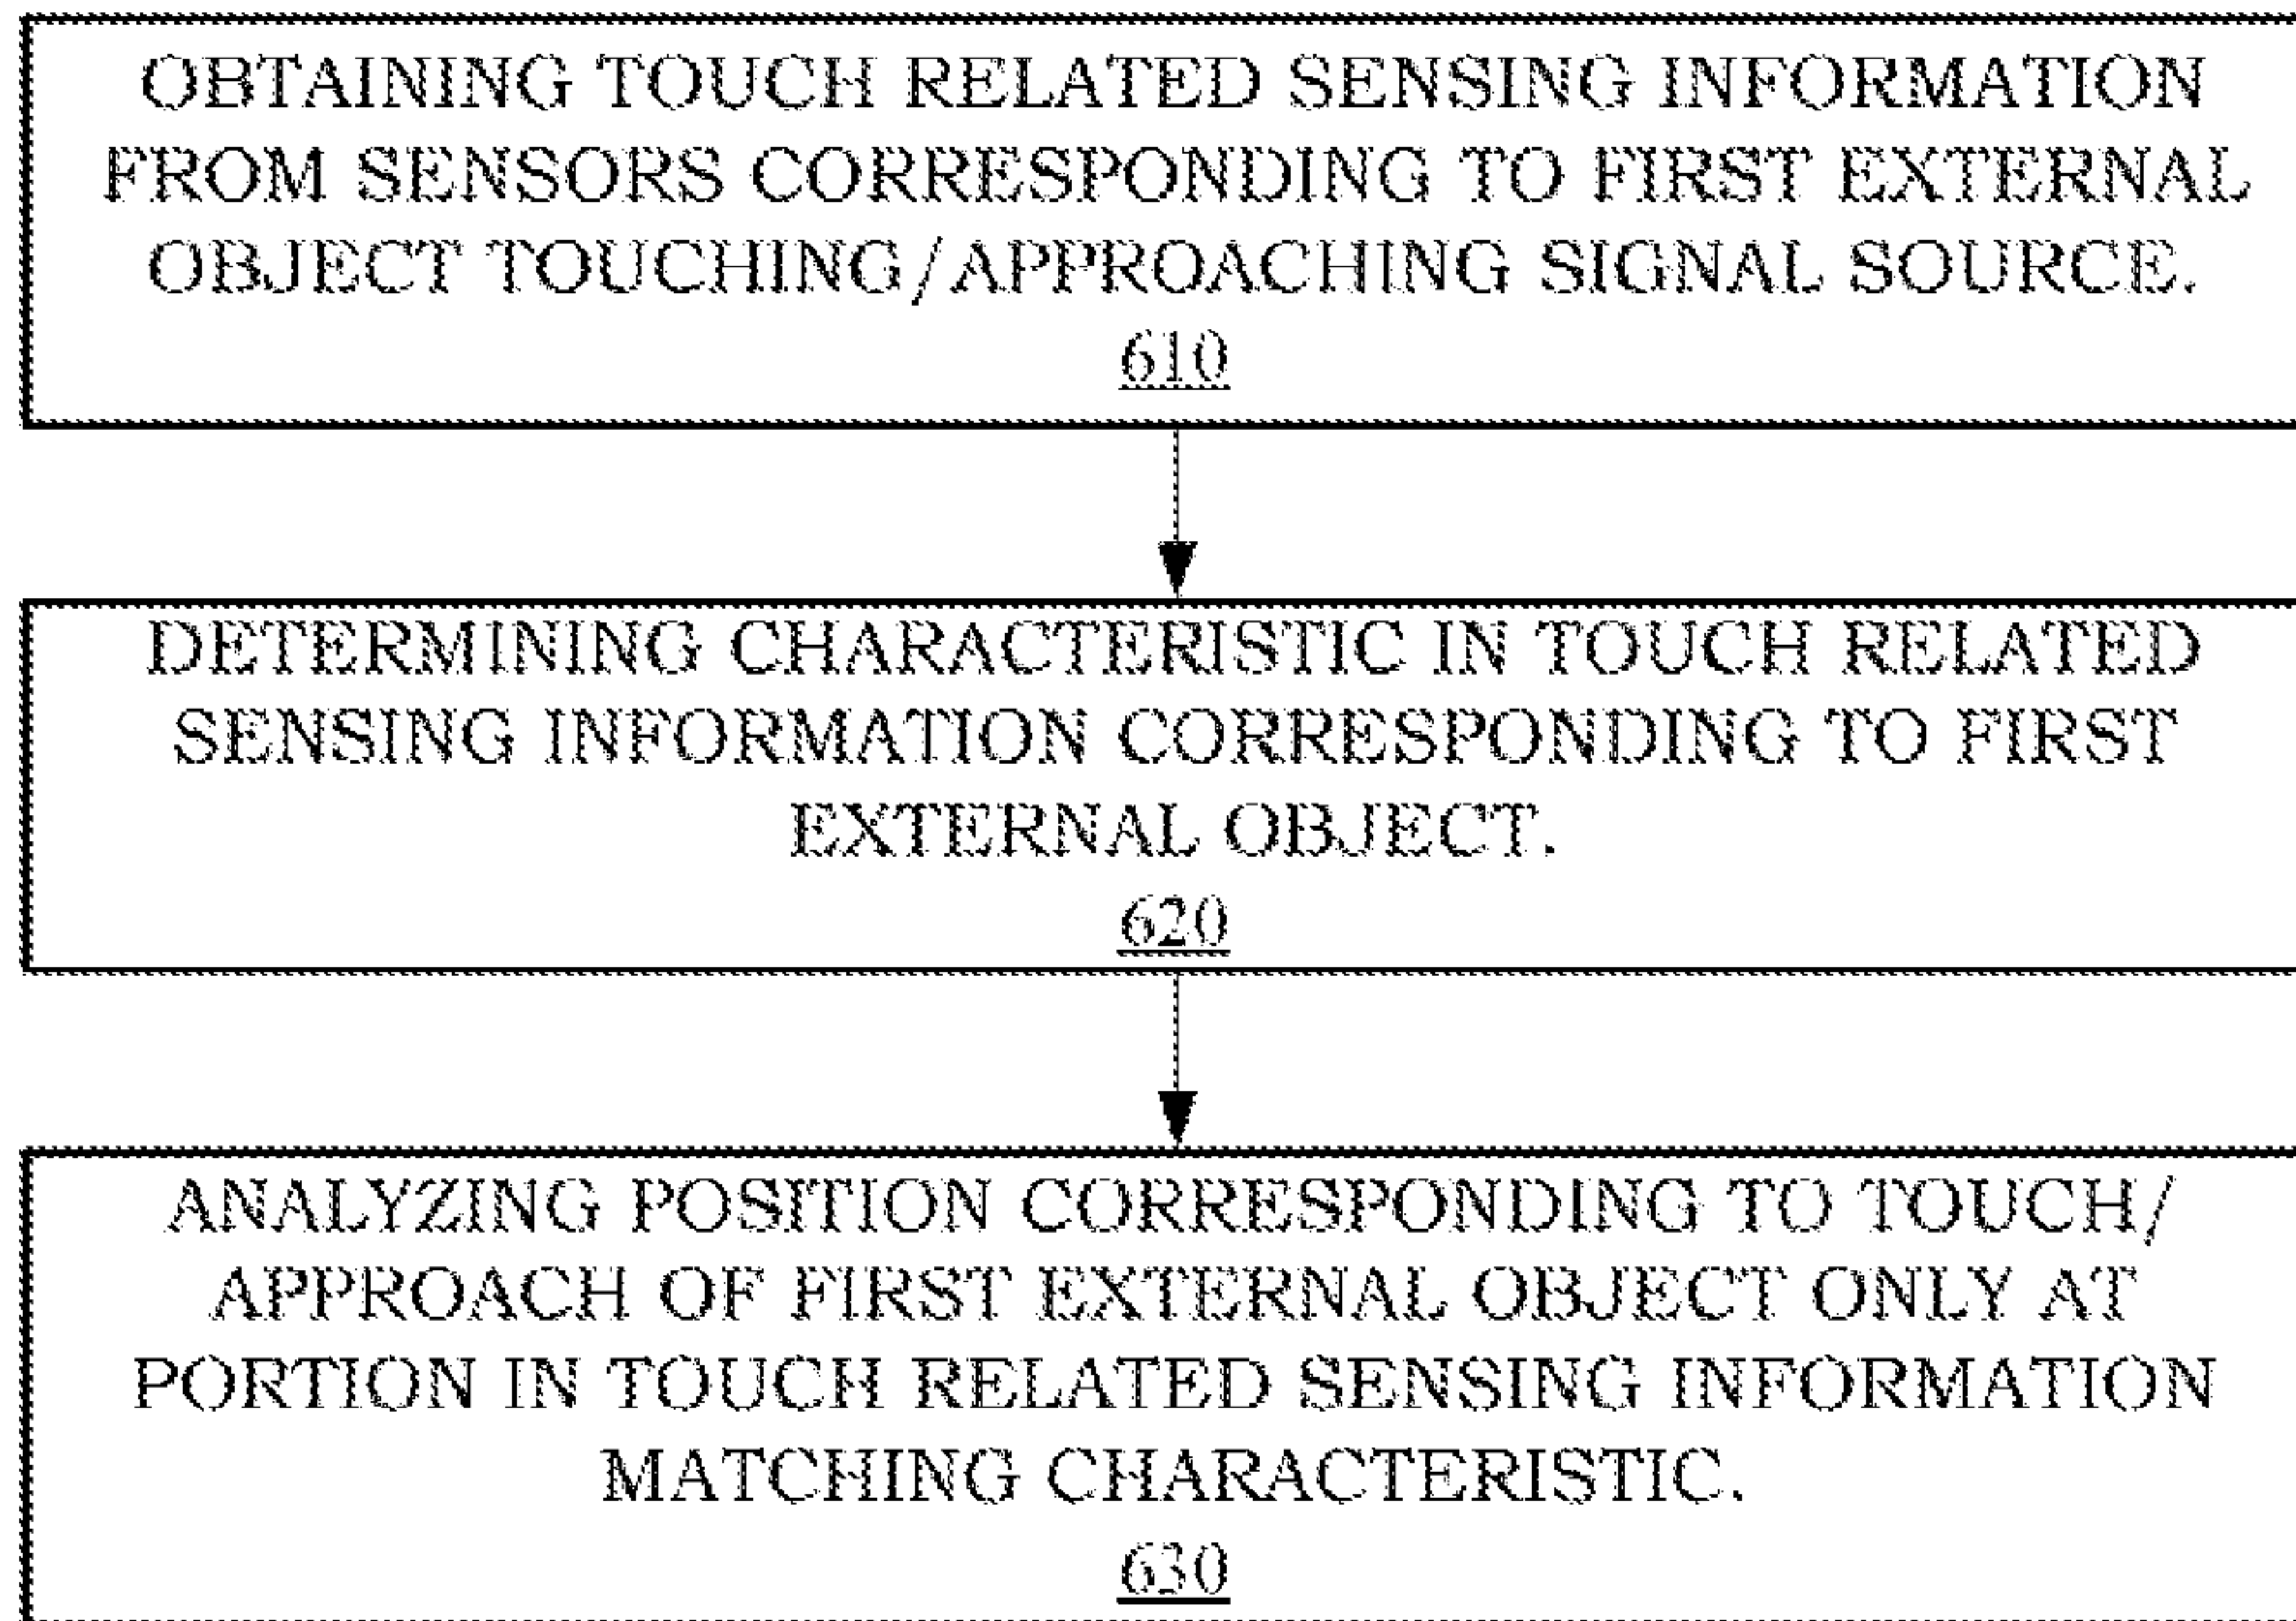 OBTAINING TOUCH RELATED SENSING INFORMATION
FROM SENSORS CORRESPONDING TO FIRST EXTERNAL
OBJECT TOUCHING/APPROACHING SIGNAL SOURCE.
610
DETERMINING CHARACTERISTIC IN TOUCH RELATED
SENSING INFORMATION CORRESPONDING TO FIRST
EXTERNAL OBJECT.
620
ANALYZING POSITION CORRESPONDING TO TOUCH/
APPROACH OF FIRST EXTERNAL OBJECT ONLY AT
PORTION IN TOUCH RELATED SENSING INFORMATION
MATCHING CHARACTERISTIC.
630